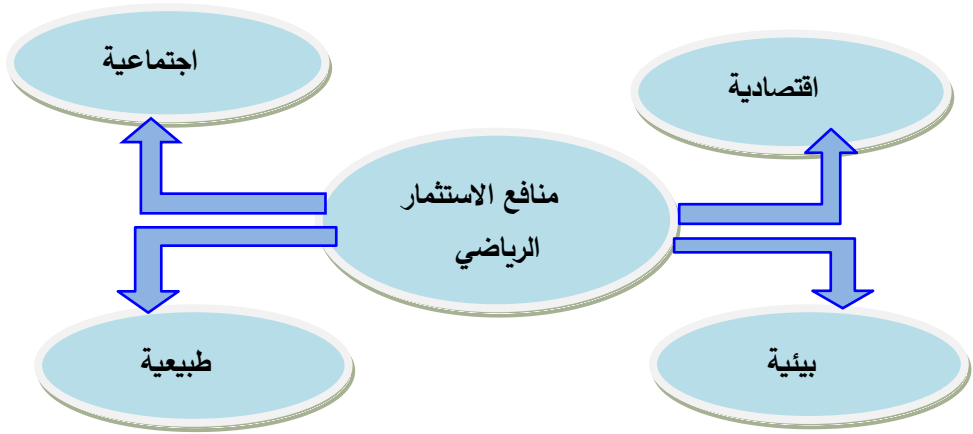 اجتماعية
اقتصادية
منافع الاستثمار
الرياضي
طبيعية
بيئية